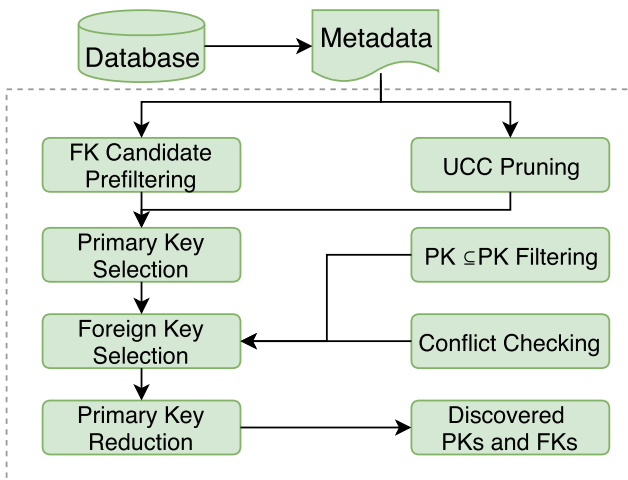 Database
Metadata
FK Candidate
Prefiltering
UCC Pruning
Primary Key
Selection
PK ⊆PK Filtering
Foreign Key
Selection
Conflict Checking
Primary Key
Reduction
Discovered
PKs and FKs